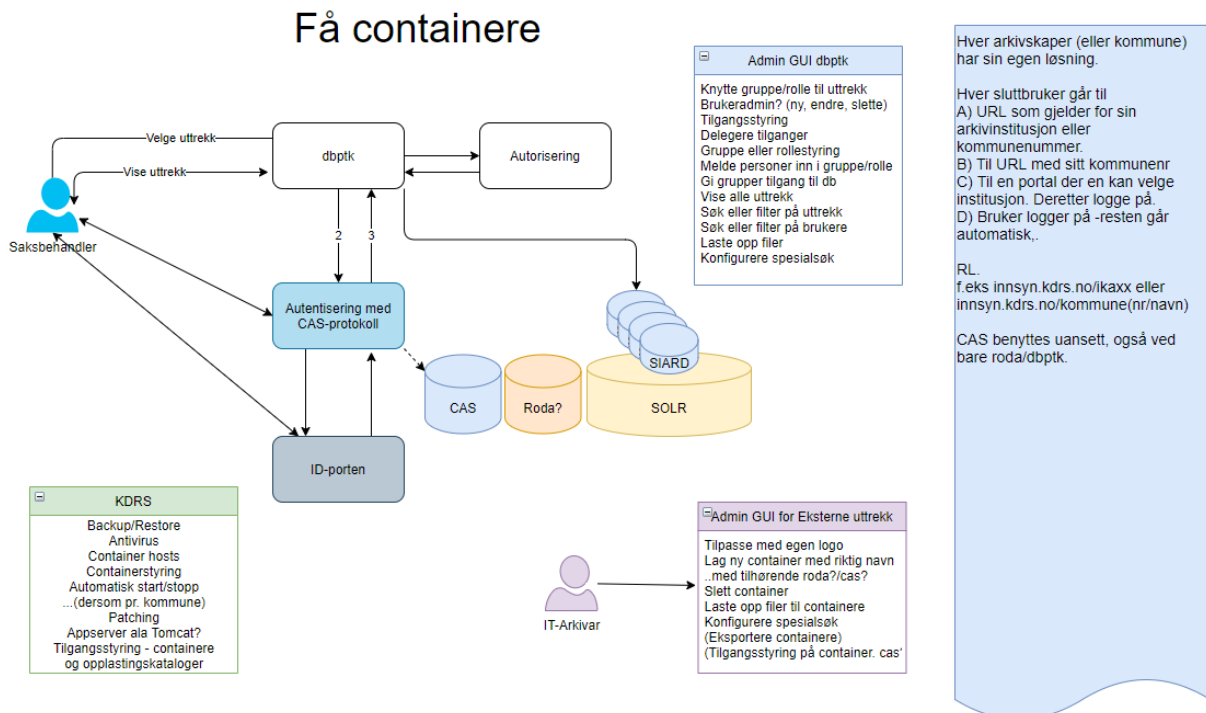 Få containere
Velge uttrekk
Vise uttrekk
Saksbehandler
dbptk
Autorisering
2
3
Autentisering med
CAS-protokoll
ID-porten
CAS
Roda?
SIARD
SOLR
Admin GUI dbptk
Knytte gruppe/rolle til uttrekk
Brukeradmin? (ny, endre, slette)
Tilgangsstyring
Delegere tilganger
Gruppe eller rollestyring
Melde personer inn i gruppe/rolle
Gi grupper tilgang til db
Vise alle uttrekk
Søk eller filter på uttrekk
Søk eller filter på brukere
Laste opp filer
Konfigurere spesialsøk
Hver arkivskaper (eller kommune)
har sin egen løsning.
Hver sluttbruker går til
A) URL som gjelder for sin
arkivinstitusjon eller
kommunenummer.
B) Til URL med sitt kommunenr
C) Til en portal der en kan velge
institusjon. Deretter logge på.
D) Bruker logger på -resten går
automatisk,.
RL.
f.eks innsyn.kdrs.no/ikaxx eller
innsyn.kdrs.no/kommune(nr/navn)
CAS benyttes uansett, også ved
bare roda/dbptk.
KDRS
Backup/Restore
Antivirus
Container hosts
Containerstyring
Automatisk start/stopp
...(dersom pr. kommune)
Patching
Appserver ala Tomcat?
Tilgangsstyring - containere
og opplastingskataloger
IT-Arkivar
Admin GUI for Eksterne uttrekk
Tilpasse med egen logo
Lag ny container med riktig navn
..med tilhørende roda?/cas?
Slett container
Laste opp filer til containere
Konfigurere spesialsøk
(Eksportere containere)
(Tilgangsstyring på container. cas'